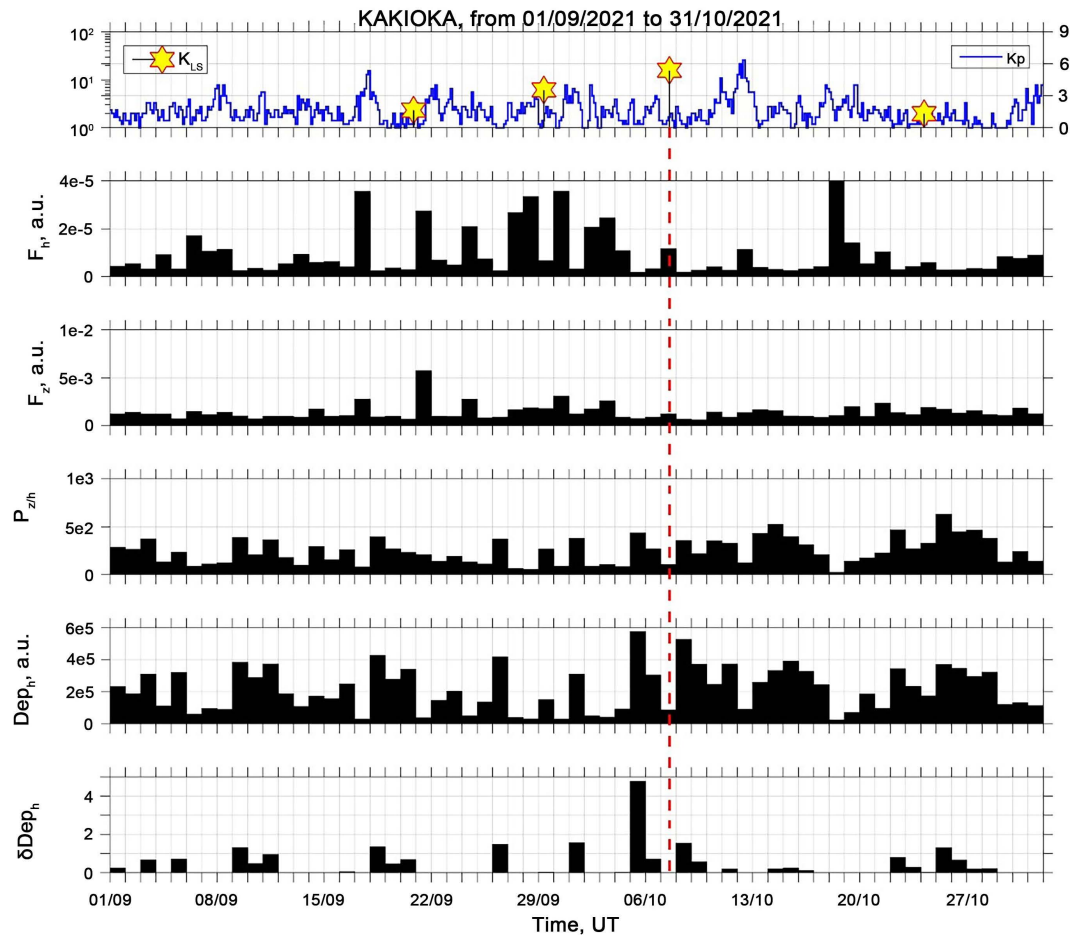 KAKIOKA, from 01/09/2021 to 31/10/2021
10² 9
K_LS Kp
10¹ 6
3
10⁰ 0
4e-5
F_h, a.u.
2e-5
0
1e-2
F_z, a.u.
5e-3
0
1e3
P_z/h
5e2
0
6e5
Dep_h, a.u.
4e5
2e5
0
4
δDep_h
2
0
01/09 08/09 15/09 22/09 29/09 06/10 13/10 20/10 27/10
Time, UT